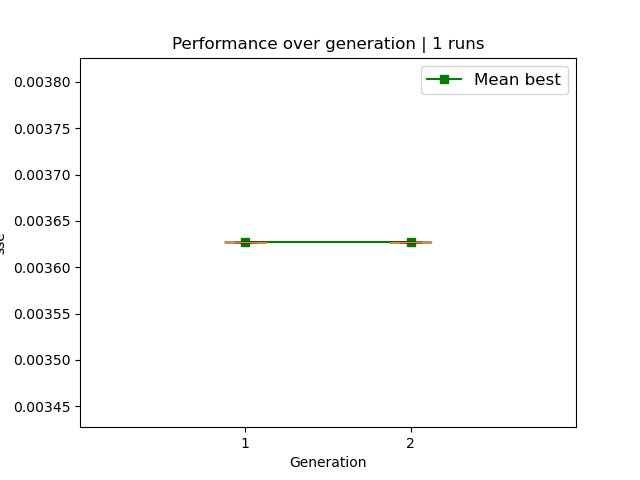 Performance over generation | 1 runs
Mean best
0.00380
0.00375
0.00370
0.00365
0.00360
0.00355
0.00350
0.00345
sse
1 2
Generation